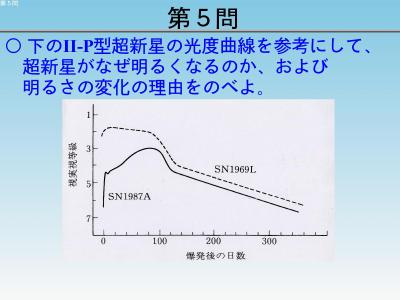 第5問
第５問
〇 下のII-P型超新星の光度曲線を参考にして、
超新星がなぜ明るくなるのか、および
明るさの変化の理由をのべよ。
視実視等級
1
3
5
7
SN1969L
SN1987A
0
100
200
300
爆発後の日数